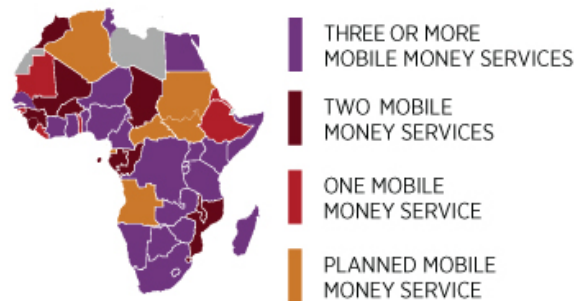 THREE OR MORE
MOBILE MONEY SERVICES
TWO MOBILE
MONEY SERVICES
ONE MOBILE
MONEY SERVICE
PLANNED MOBILE
MONEY SERVICE